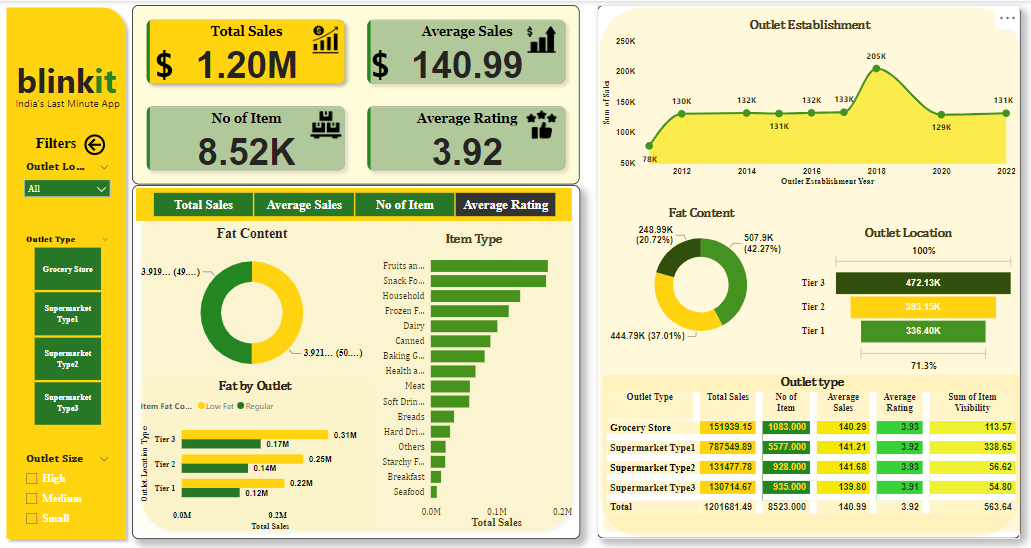 blinkit
India's Last Minute App
Filters
Outlet Lo...
All
Outlet Type
Grocery Store
Supermarket
Type1
Supermarket
Type2
Supermarket
Type3
Outlet Size
High
Medium
Small
Total Sales
$ 1.20M
Average Sales
$ 140.99
No of Item
8.52K
Average Rating
3.92
Total Sales Average Sales No of Item Average Rating
Fat Content
3.919... (49....)
3.921... (50....)
Fat by Outlet
Item Fat Co... Low Fat Regular
Outlet Location Type
Tier 3 0.31M
0.17M
Tier 2 0.25M
0.14M
Tier 1 0.22M
0.12M
0.0M 0.2M
Total Sales
Item Type
Fruits an...
Snack Fo...
Household
Frozen F...
Dairy
Canned
Baking G...
Health a...
Meat
Soft Drin...
Breads
Hard Dri...
Others
Starchy F...
Breakfast
Seafood
0.0M 0.1M 0.2M
Total Sales
Outlet Establishment
Sum of Sales
250K
200K
150K
100K
50K
78K 130K 132K 131K 132K 133K 205K 129K 131K
2012 2014 2016 2018 2020 2022
Outlet Establishment Year
Fat Content
248.99K
(20.72%)
507.9K
(42.27%)
444.79K (37.01%)
Outlet Location
100%
Tier 3 472.13K
Tier 2 393.15K
Tier 1 336.40K
71.3%
Outlet type
Outlet Type Total Sales No of Item Average Sales Average Rating Sum of Item Visibility
Grocery Store 151939.15 1083.000 140.29 3.93 113.57
Supermarket Type1 787549.89 5577.000 141.21 3.92 338.65
Supermarket Type2 131477.78 928.000 141.68 3.93 56.62
Supermarket Type3 130714.67 935.000 139.80 3.91 54.80
Total 1201681.49 8523.000 140.99 3.92 563.64